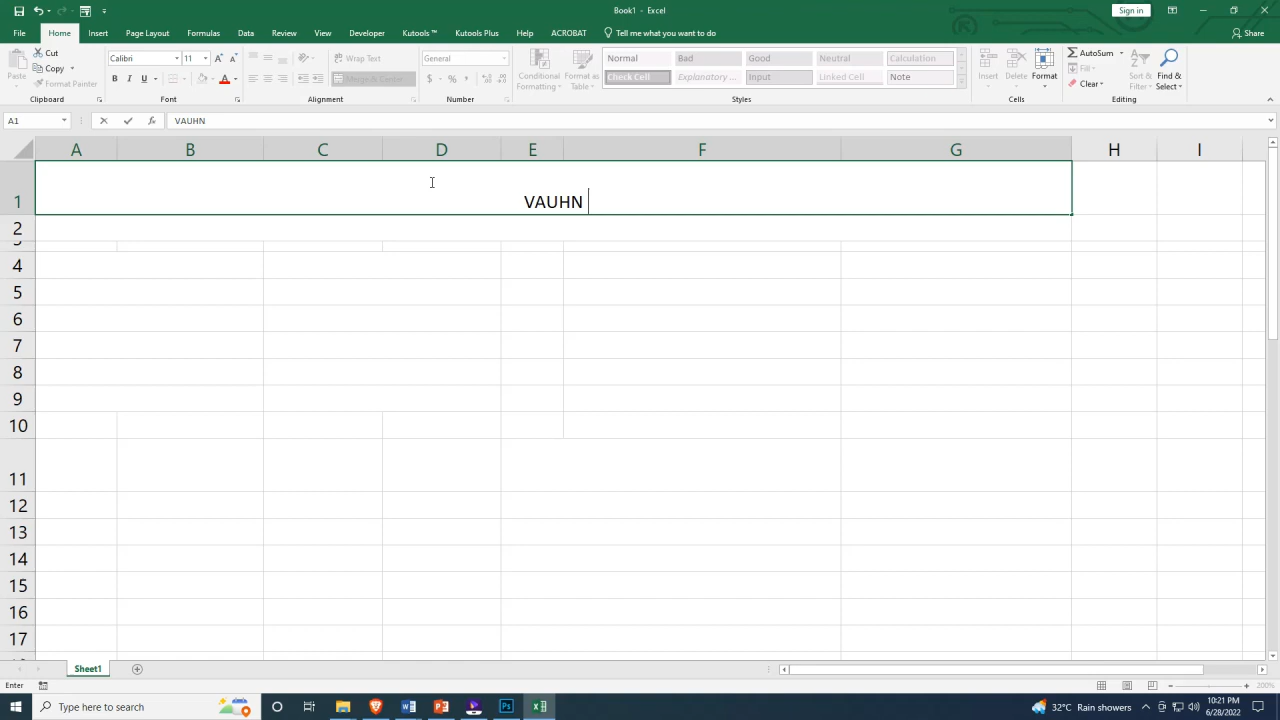 Book1 - Excel
Sign in
File Home Insert Page Layout Formulas Data Review View Developer Kutools ™ Kutools Plus Help ACROBAT Tell me what you want to do Share
Paste Cut Copy Format Painter Clipboard
Calibri 11 A A B I U A Font
Wrap Text Merge & Center Alignment
General $ % , Number
Conditional Formatting Format as Table
Normal Bad Good Neutral Calculation
Check Cell Explanatory ... Input Linked Cell Note
Styles
Insert Delete Format Cells
AutoSum Fill Clear Sort & Filter Find & Select Editing
A1 fx VAUHN
A B C D E F G H I
1 VAUHN
2
3
4
5
6
7
8
9
10
11
12
13
14
15
16
17
Sheet1
Enter 200%
Type here to search 32°C Rain showers 10:21 PM
6/28/2022